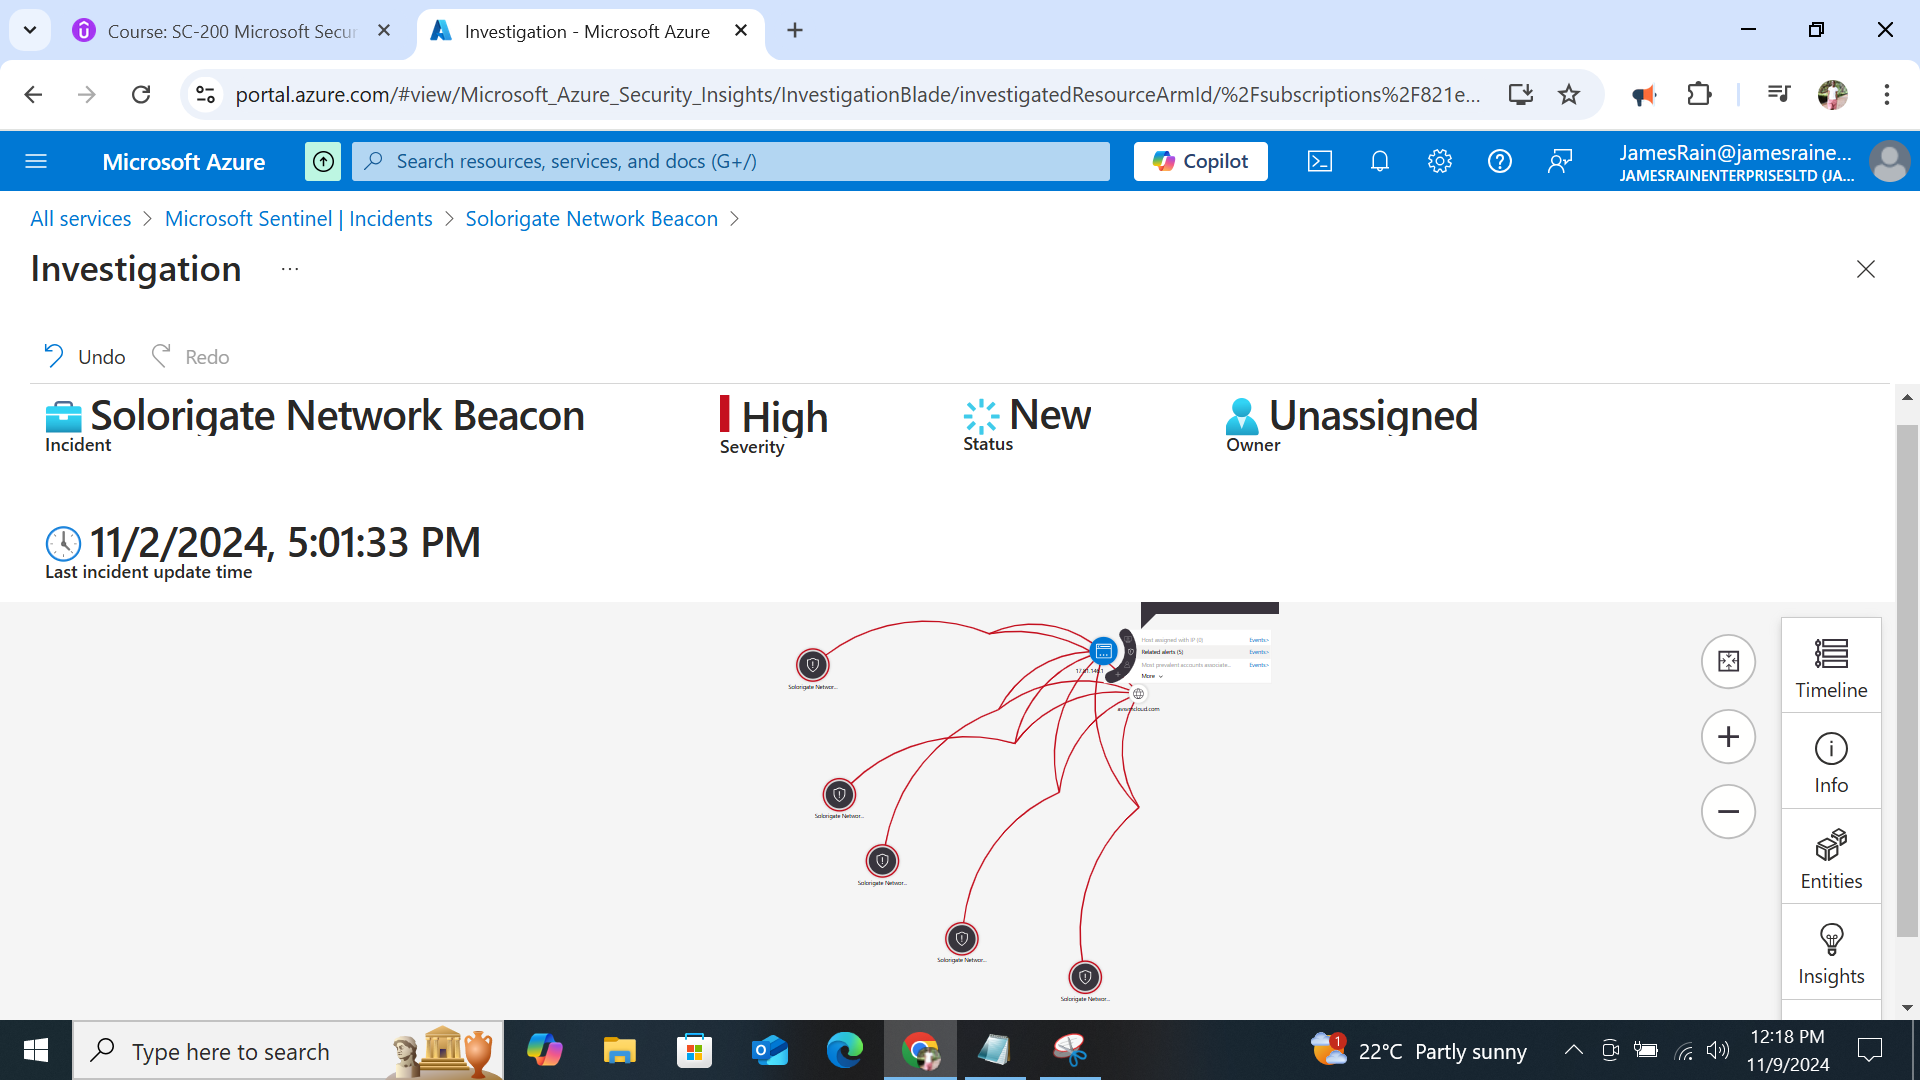 Course: SC-200 Microsoft Secur
Investigation - Microsoft Azure
portal.azure.com/#view/Microsoft_Azure_Security_Insights/InvestigationBlade/investigatedResourceArmId/%2Fsubscriptions%2F821e...
Microsoft Azure
Search resources, services, and docs (G+/)
Copilot
JamesRain@jamesraine...
JAMESRAINENTERPRISESLTD (JA...
All services > Microsoft Sentinel | Incidents > Solorigate Network Beacon >
Investigation ...
Undo
Redo
Solorigate Network Beacon
Incident
High
Severity
New
Status
Unassigned
Owner
11/2/2024, 5:01:33 PM
Last incident update time
Host assigned with IP (0) Events>
Related alerts (5) Events>
Most prevalent accounts associate... Events>
More
avsvmcloud.com
Solorigate Networ...
Solorigate Networ...
Solorigate Networ...
Solorigate Networ...
Solorigate Networ...
Timeline
Info
Entities
Insights
Type here to search
1
22°C Partly sunny
12:18 PM
11/9/2024